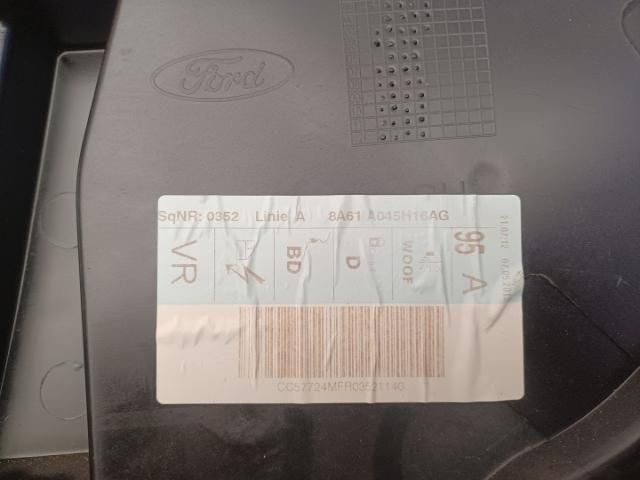 Ford
SqNR: 0352 Linie A 8A61 A045H16AG
VR
BD
D
WOOF
95 A
CC57724MFR03521140